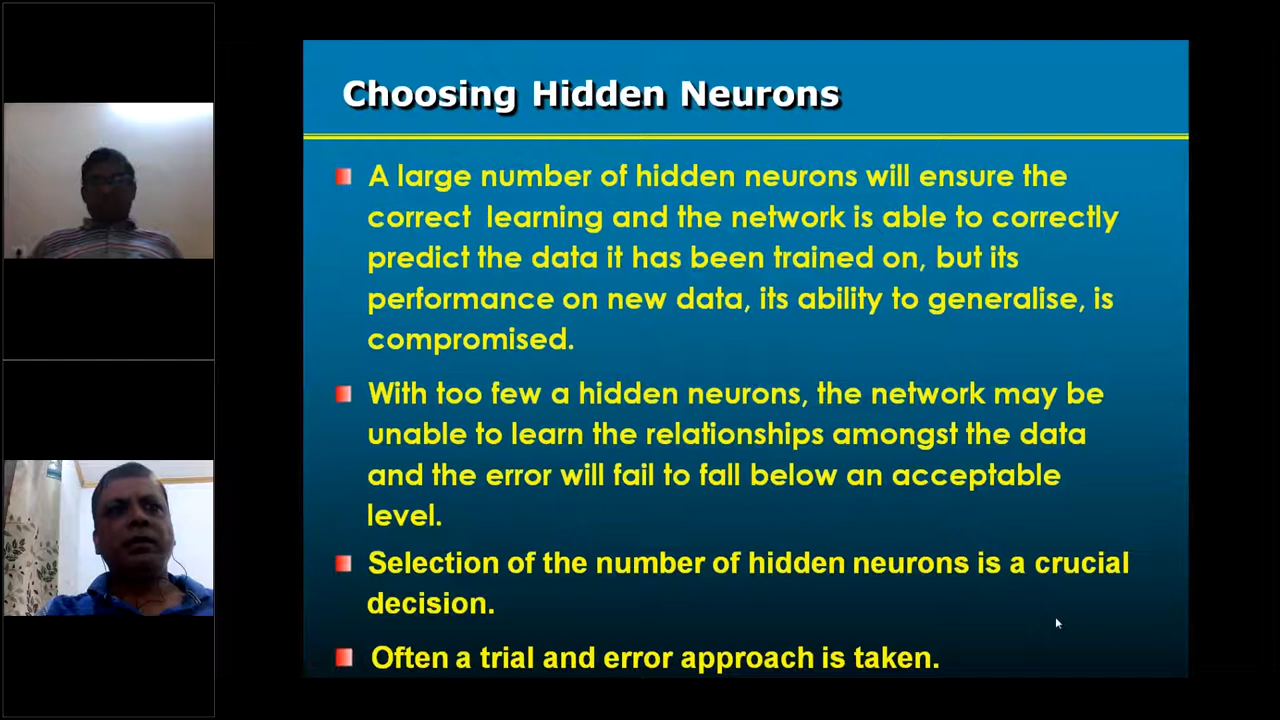 Choosing Hidden Neurons
A large number of hidden neurons will ensure the
correct learning and the network is able to correctly
predict the data it has been trained on, but its
performance on new data, its ability to generalise, is
compromised.
With too few a hidden neurons, the network may be
unable to learn the relationships amongst the data
and the error will fail to fall below an acceptable
level.
Selection of the number of hidden neurons is a crucial
decision.
Often a trial and error approach is taken.